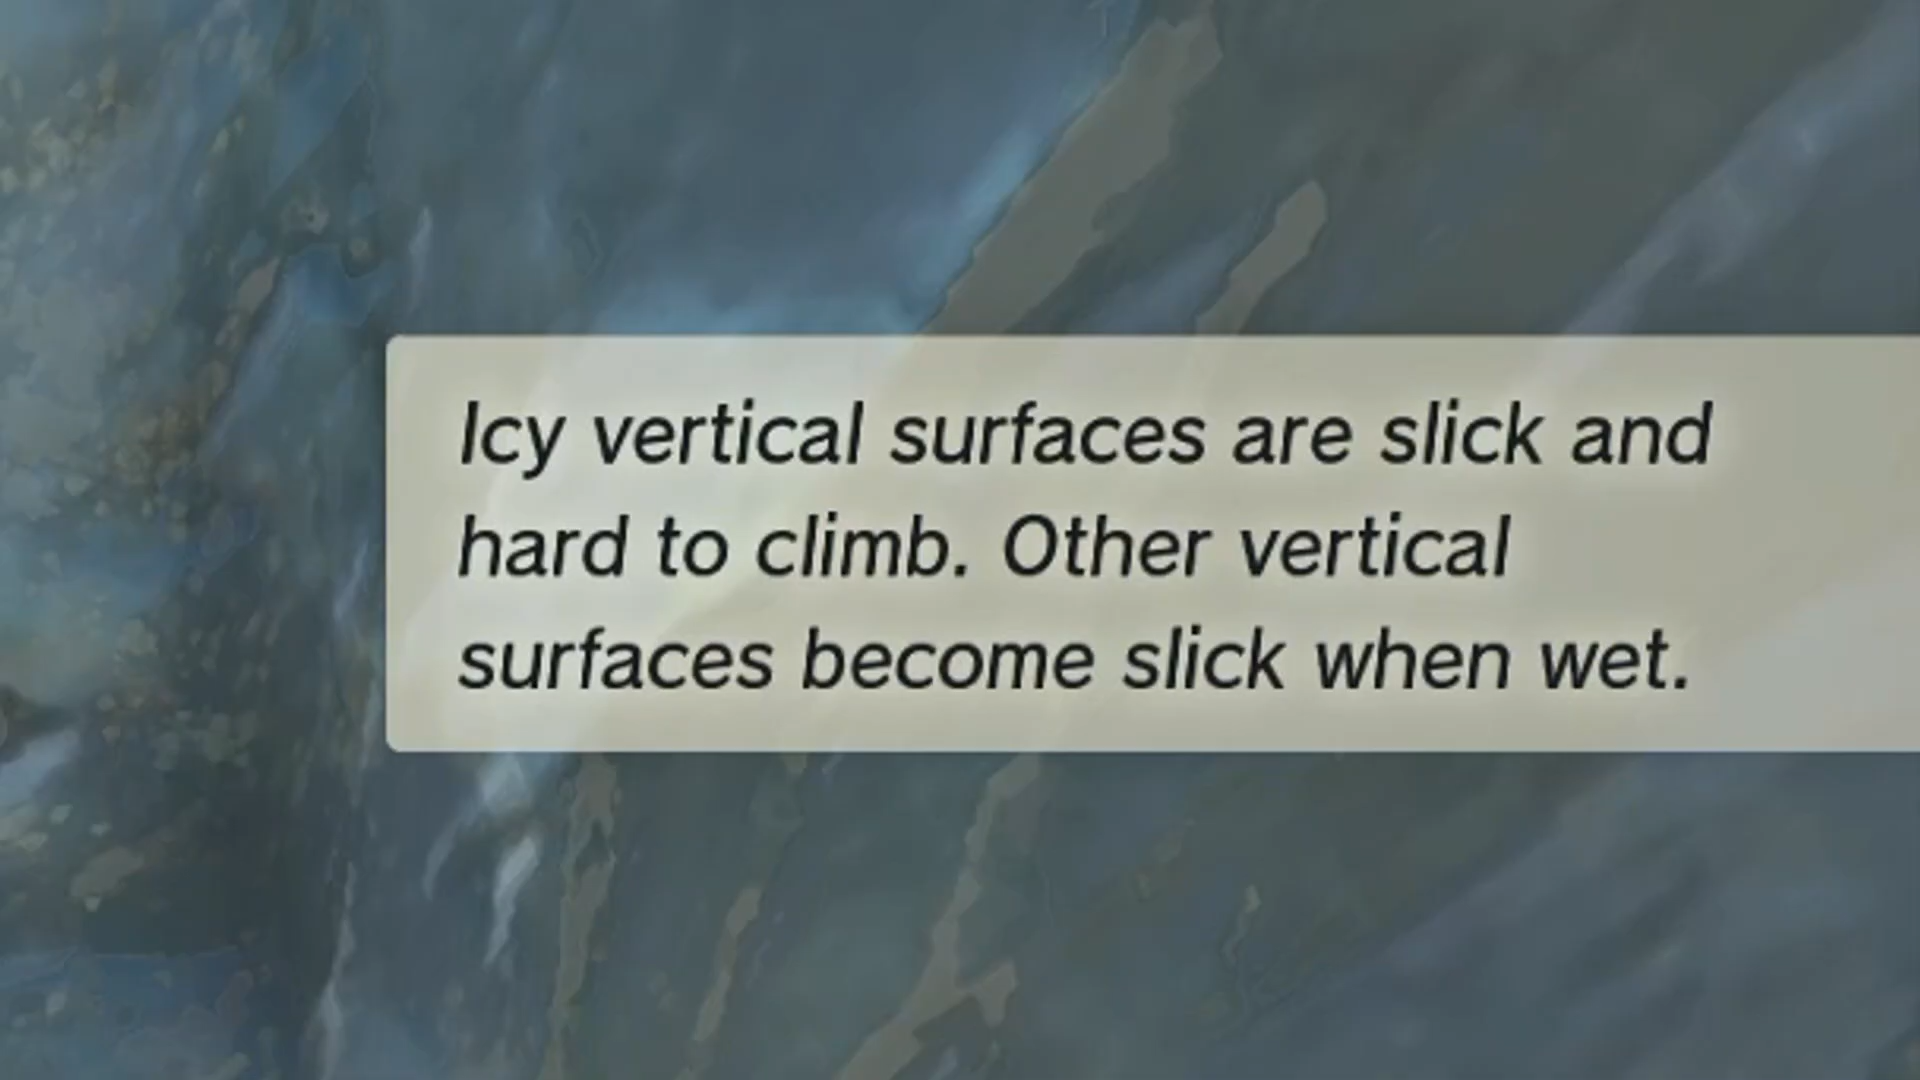 Icy vertical surfaces are slick and
hard to climb. Other vertical
surfaces become slick when wet.